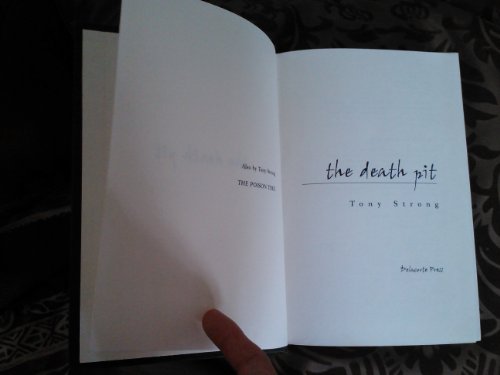 Also by Tony Strong
THE POISON TREE
the death pit
Tony Strong
Delacorte Press